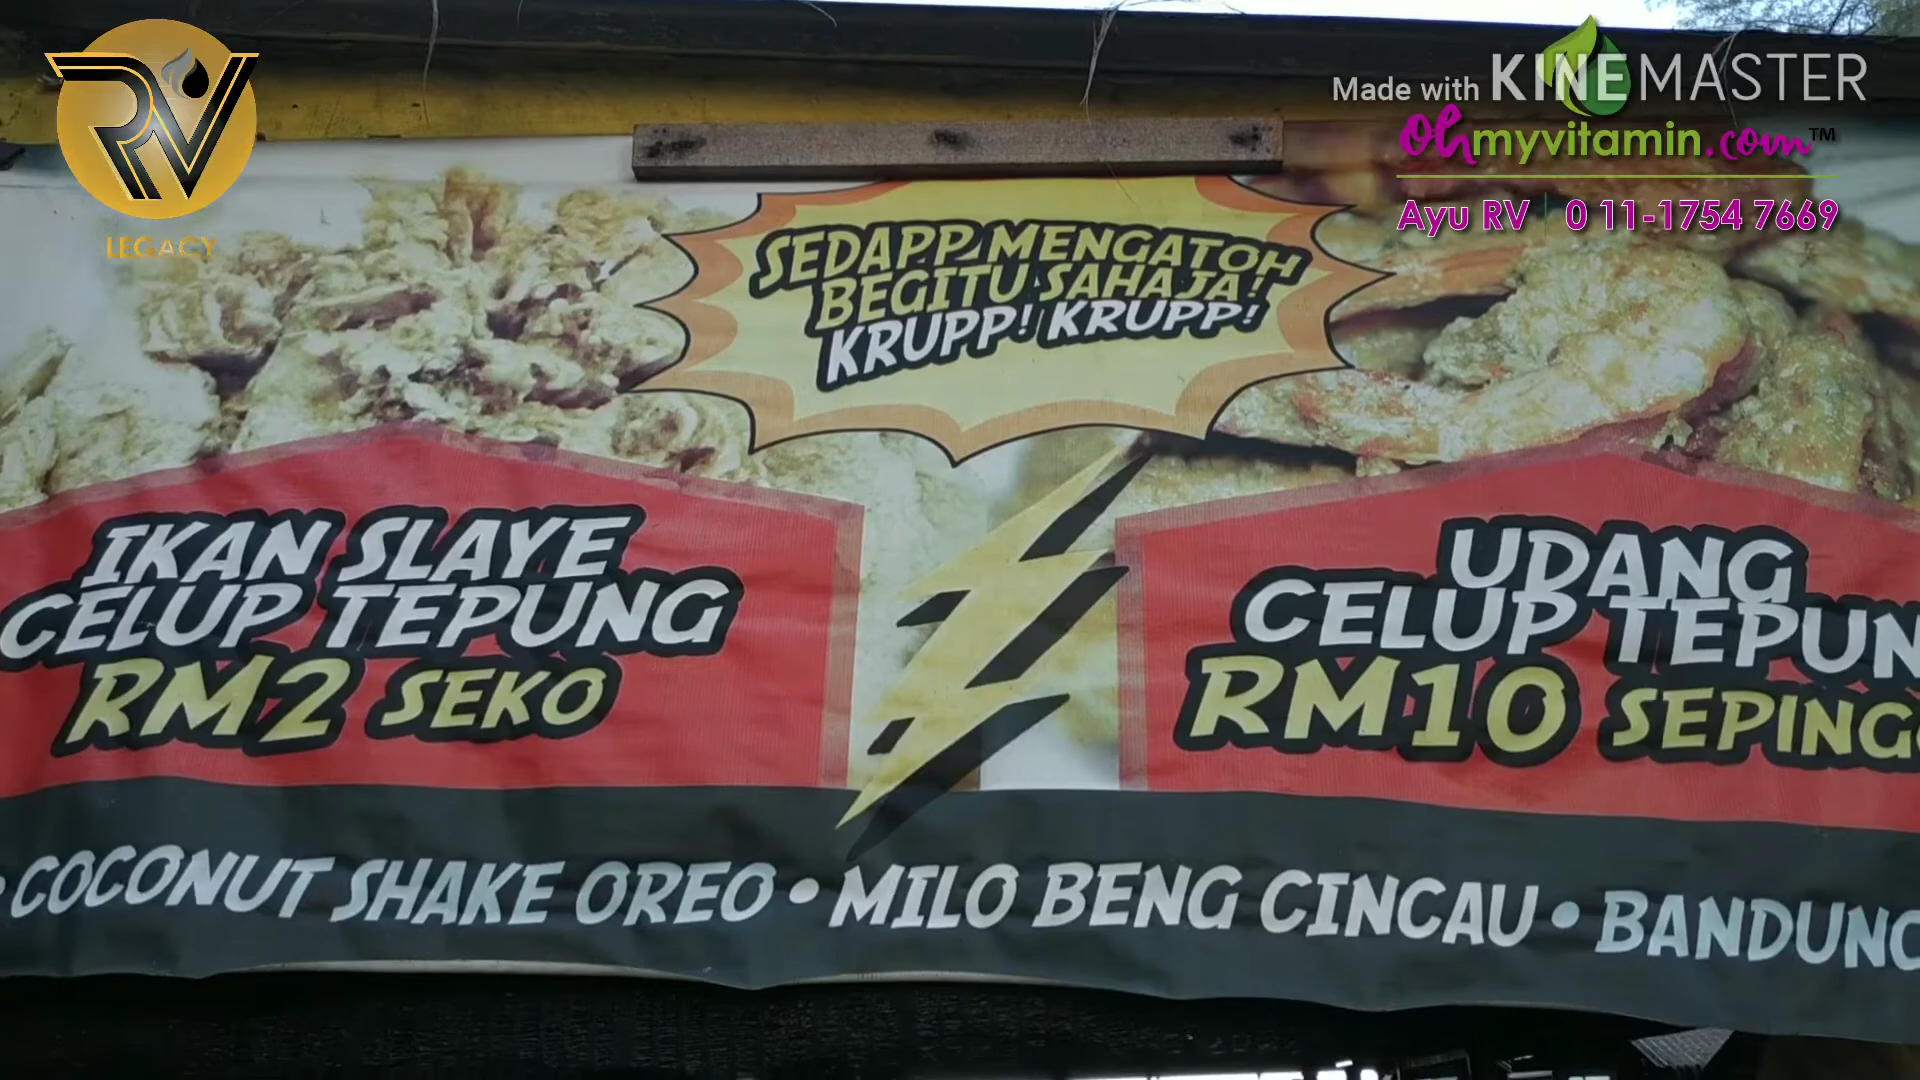 RV
LEGACY
Made with KINEMASTER
Ohmyvitamin.com™
Ayu RV | 0 11-1754 7669
SEDAPP MENGATOH
BEGITU SAHAJA!
KRUPP! KRUPP!
IKAN SLAYE
CELUP TEPUNG
RM2 SEKO
UDANG
CELUP TEPUN
RM10 SEPING
• COCONUT SHAKE OREO • MILO BENG CINCAU • BANDUNG